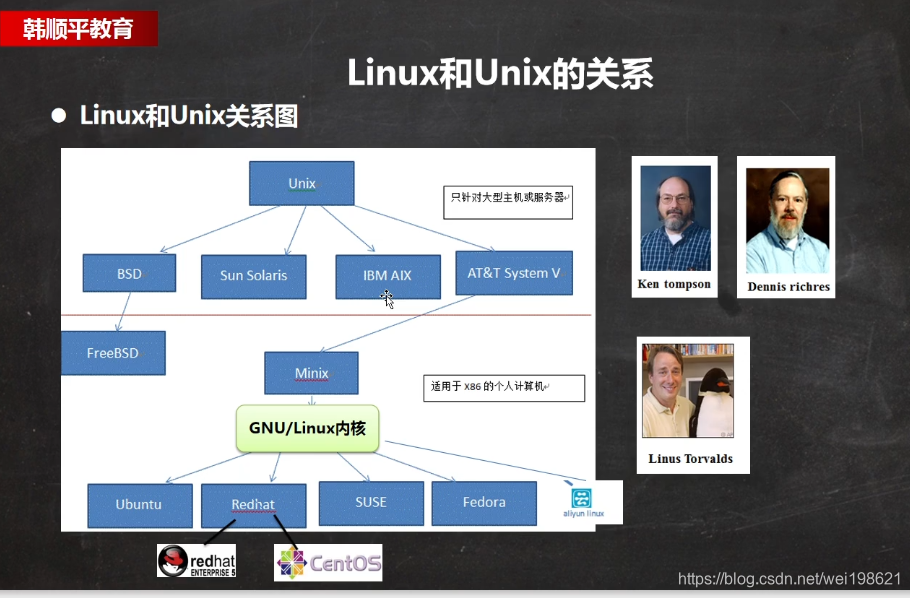 韩顺平教育
Linux和Unix的关系
● Linux和Unix关系图
Unix
只针对大型主机或服务器
BSD
Sun Solaris
IBM AIX
AT&T System V
Ken tompson
Dennis richres
FreeBSD
Minix
适用于 X86 的个人计算机
GNU/Linux内核
Linus Torvalds
Ubuntu
Redhat
SUSE
Fedora
aliyun linux
redhat
ENTERPRISE 5
CentOS
https://blog.csdn.net/wei198621